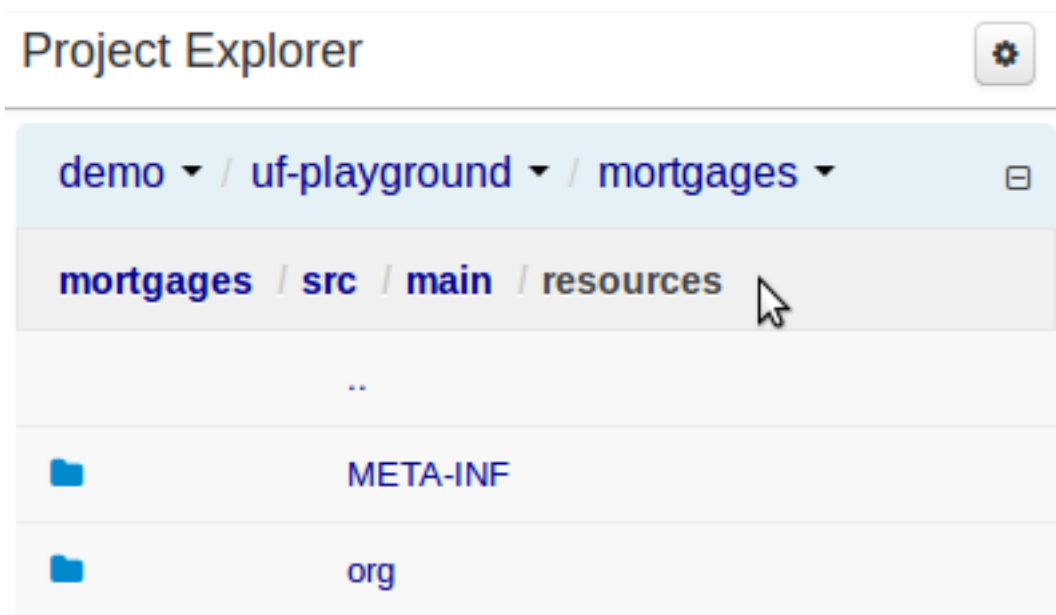 Project Explorer
demo / uf-playground / mortgages
mortgages / src / main / resources
..
META-INF
org